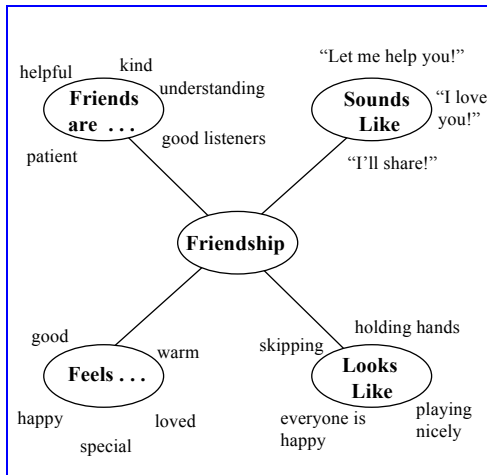 helpful
kind
Friends
are . . .
understanding
patient
good listeners
“Let me help you!”
Sounds
Like
“I love
you!”
“I’ll share!”
Friendship
good
Feels . . .
warm
happy
loved
special
holding hands
skipping
Looks
Like
everyone is
happy
playing
nicely